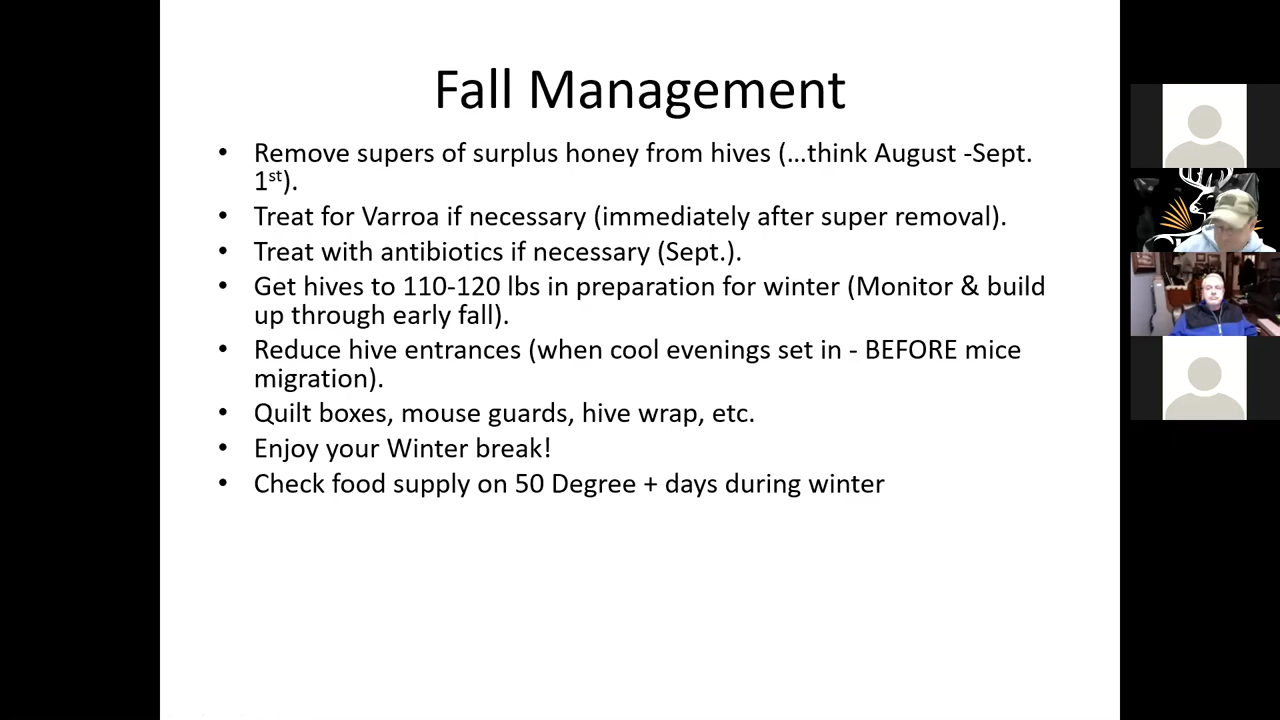 Fall Management
• Remove supers of surplus honey from hives (...think August -Sept.
1st).
• Treat for Varroa if necessary (immediately after super removal).
• Treat with antibiotics if necessary (Sept.).
• Get hives to 110-120 lbs in preparation for winter (Monitor & build
up through early fall).
• Reduce hive entrances (when cool evenings set in - BEFORE mice
migration).
• Quilt boxes, mouse guards, hive wrap, etc.
• Enjoy your Winter break!
• Check food supply on 50 Degree + days during winter